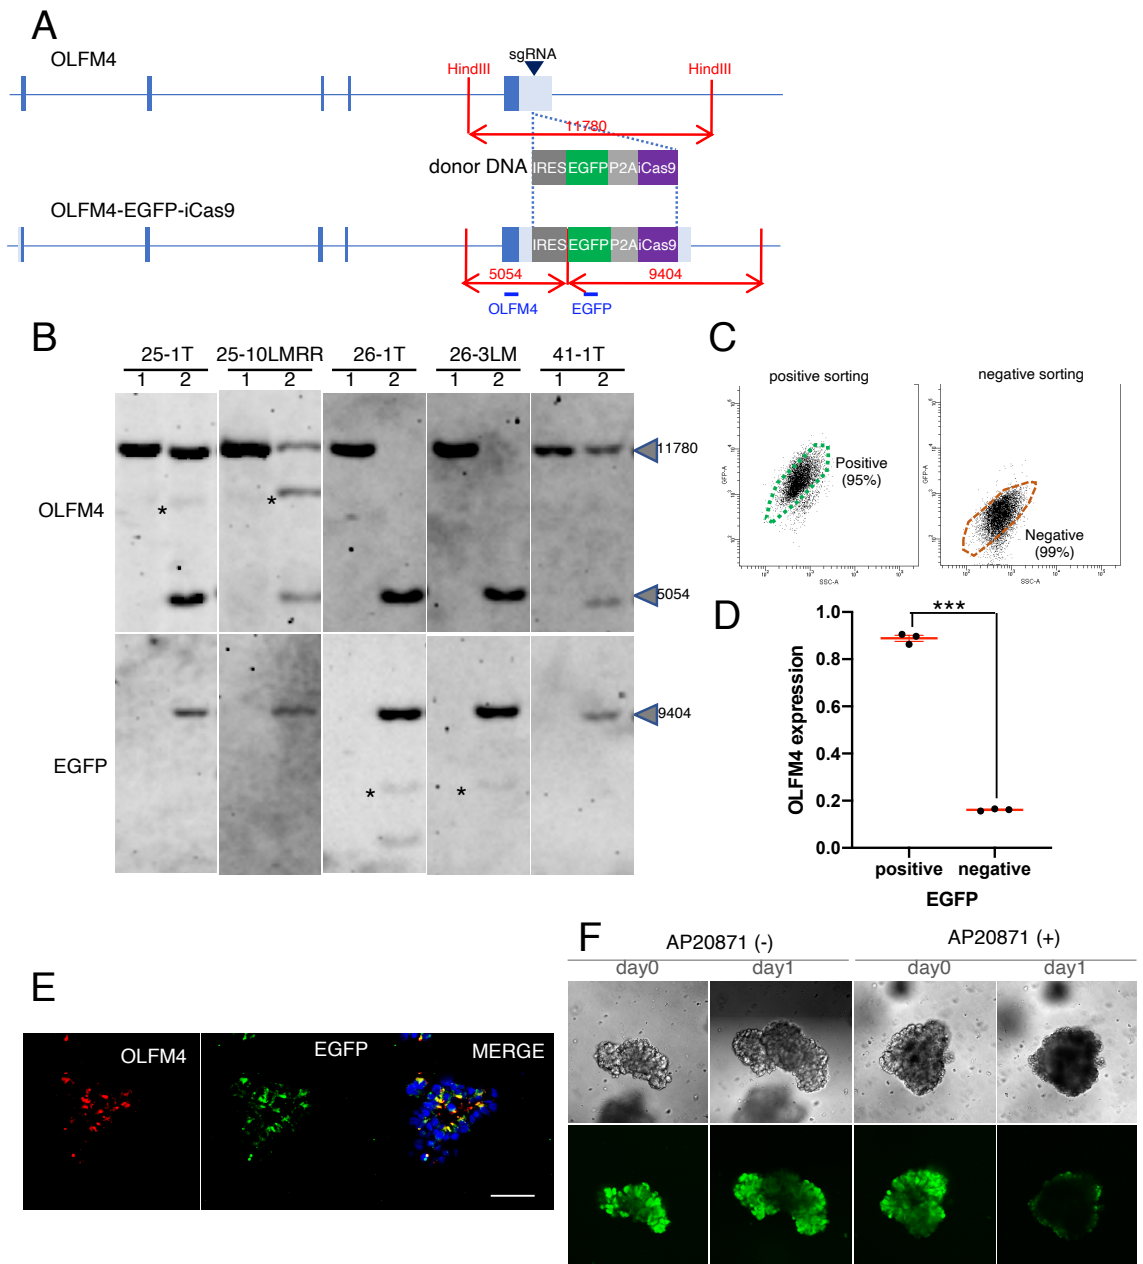 A
OLFM4
sgRNA
HindIII
HindIII
11780
donor DNA
IRES EGFP P2A iCas9
OLFM4-EGFP-iCas9
IRES EGFP P2A iCas9
5054
9404
OLFM4
EGFP
B
25-1T 25-10LMRR 26-1T 26-3LM 41-1T
1 2 1 2 1 2 1 2 1 2
OLFM4
*
*
11780
5054
EGFP
*
*
9404
C
positive sorting
negative sorting
GFP-A
Positive
(95%)
SSC-A
GFP-A
Negative
(99%)
SSC-A
D
***
OLFM4 expression
1.0
0.8
0.6
0.4
0.2
0.0
positive negative
EGFP
E
OLFM4
EGFP
MERGE
F
AP20871 (-)
AP20871 (+)
day0
day1
day0
day1